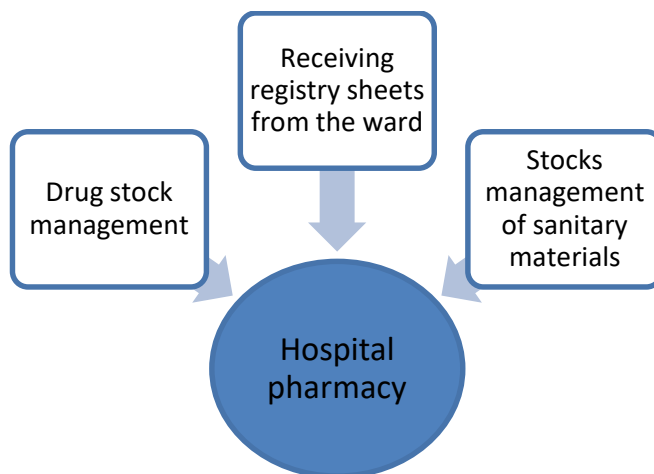 Receiving
registry sheets
from the ward
Drug stock
management
Stocks
management
of sanitary
materials
Hospital
pharmacy